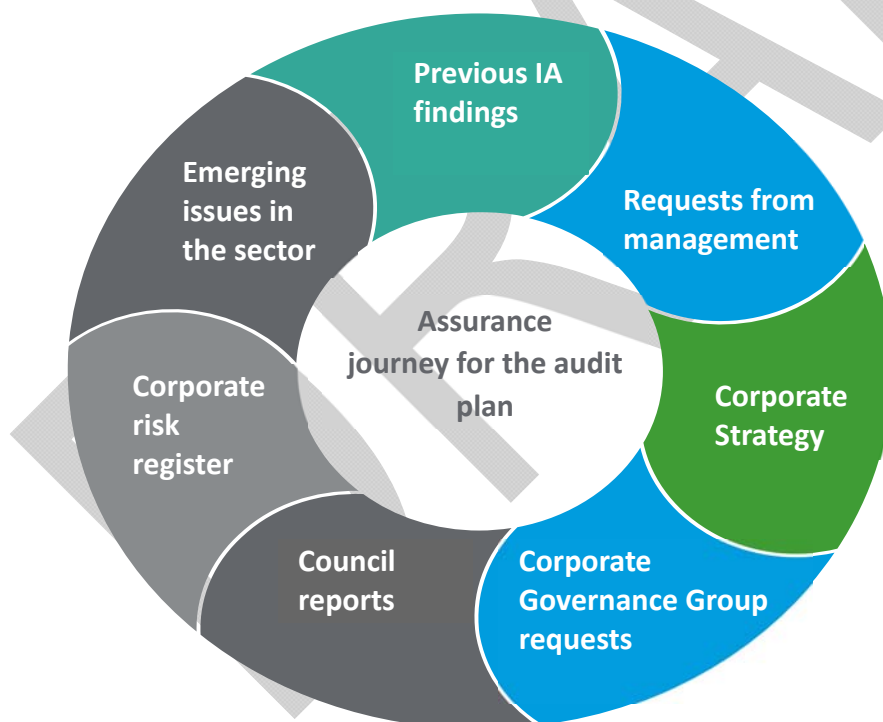 Previous IA
findings
Requests from
management
Corporate
Strategy
Corporate
Governance Group
requests
Council
reports
Corporate
risk
register
Emerging
issues in
the sector
Assurance
journey for the audit
plan